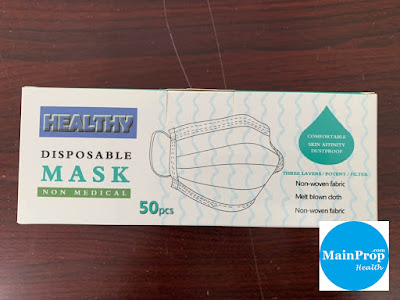 HEALTHY
DISPOSABLE
MASK
NON MEDICAL
50pcs
COMFORTABLE
SKIN AFFINITY
DUSTPROOF
THREE LAYERS / POTENT / FILTER
Non-woven fabric
Melt blown cloth
Non-woven fabric
MainProp
.com
Health